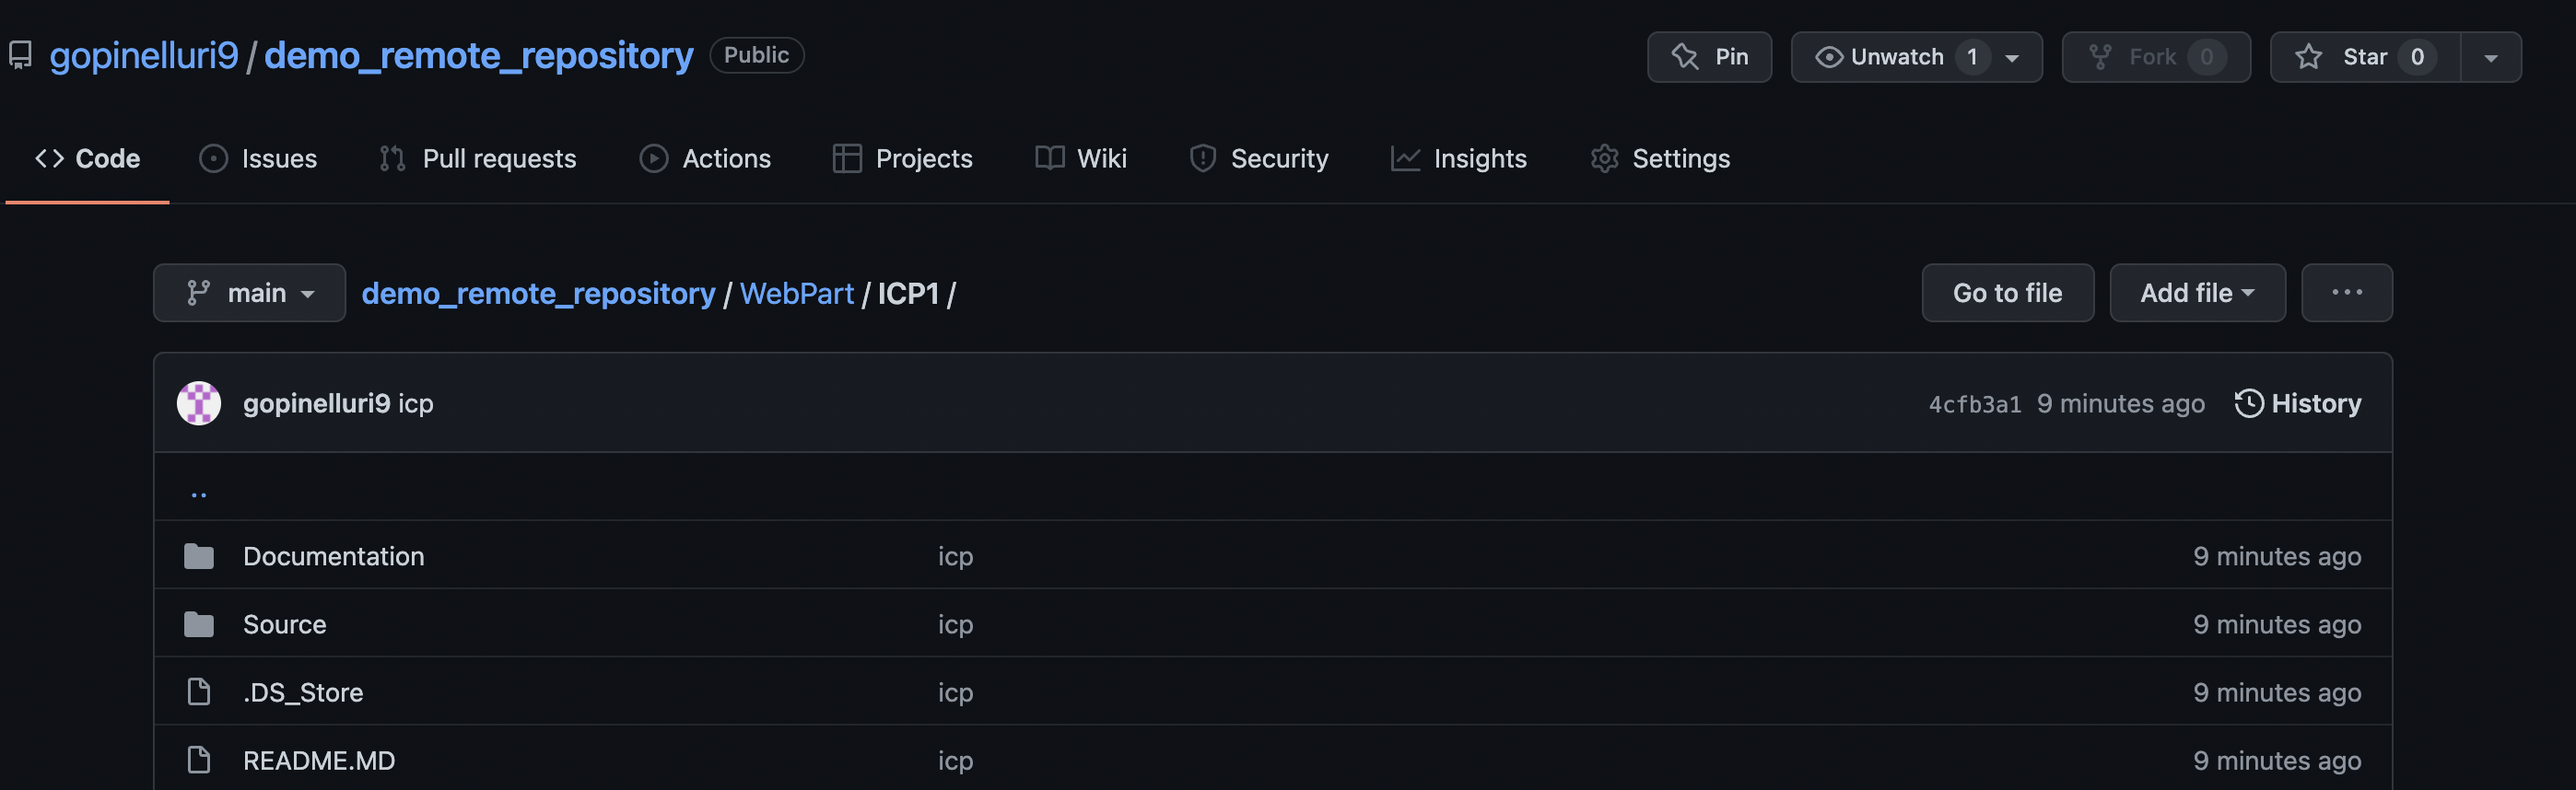 gopinelluri9 / demo_remote_repository Public Pin Unwatch 1 Fork 0 Star 0
Code Issues Pull requests Actions Projects Wiki Security Insights Settings
main demo_remote_repository / WebPart / ICP1 / Go to file Add file ...
gopinelluri9 icp 4cfb3a1 9 minutes ago History
..
Documentation icp 9 minutes ago
Source icp 9 minutes ago
.DS_Store icp 9 minutes ago
README.MD icp 9 minutes ago